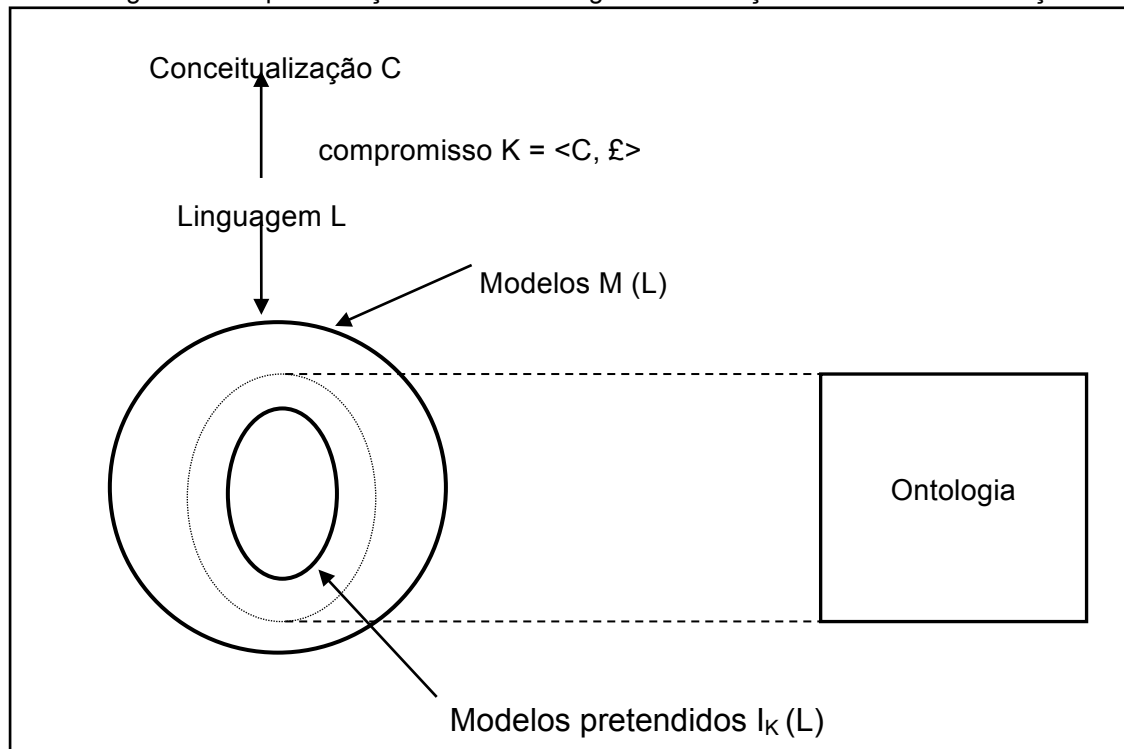 Conceitualização C
compromisso K = <C, £>
Linguagem L
Modelos M (L)
Ontologia
Modelos pretendidos I_K (L)